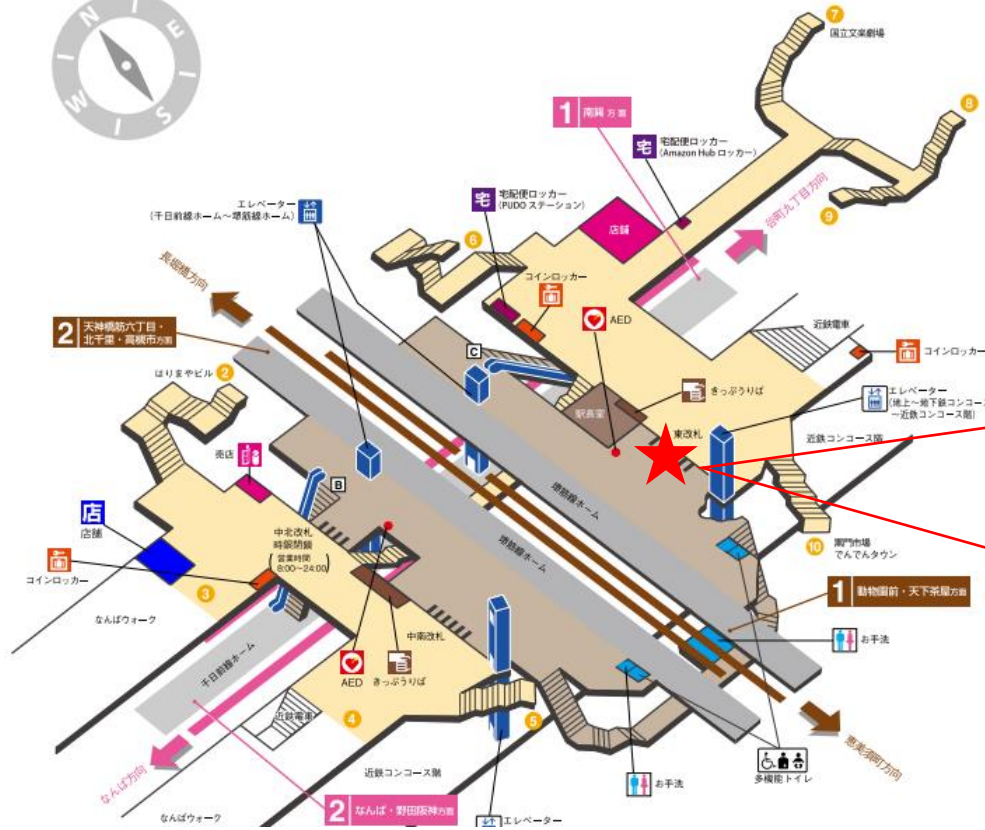 N
E
S
W
7
国立文楽劇場
8
1 南巽方面
宅 宅配便ロッカー
(Amazon Hub ロッカー)
谷町九丁目方向
9
宅 宅配便ロッカー
(PUDO ステーション)
店舗
エレベーター
(千日前線ホーム〜堺筋線ホーム)
6
コインロッカー
長堀橋方向
AED
近鉄電車
コインロッカー
2 天神橋筋六丁目・
北千里・高槻市方面
C
きっぷうりば
駅長室
エレベーター
(地上〜地下鉄コンコース
〜近鉄コンコース階)
はりまやビル 2
東改札
近鉄コンコース階
売店
B
堺筋線ホーム
店
店舗
中北改札
時鎖閉鎖
営業時間
8:00〜24:00
堺筋線ホーム
10 黒門市場
でんでんタウン
コインロッカー
3
1 動物園前・天下茶屋方面
なんばウォーク
中南改札
お手洗
千日前線ホーム
AED
きっぷうりば
近鉄電車
4
5
恵美須町方向
なんば方向
近鉄コンコース階
お手洗
多機能トイレ
2 なんば・野田阪神方面
なんばウォーク
エレベーター